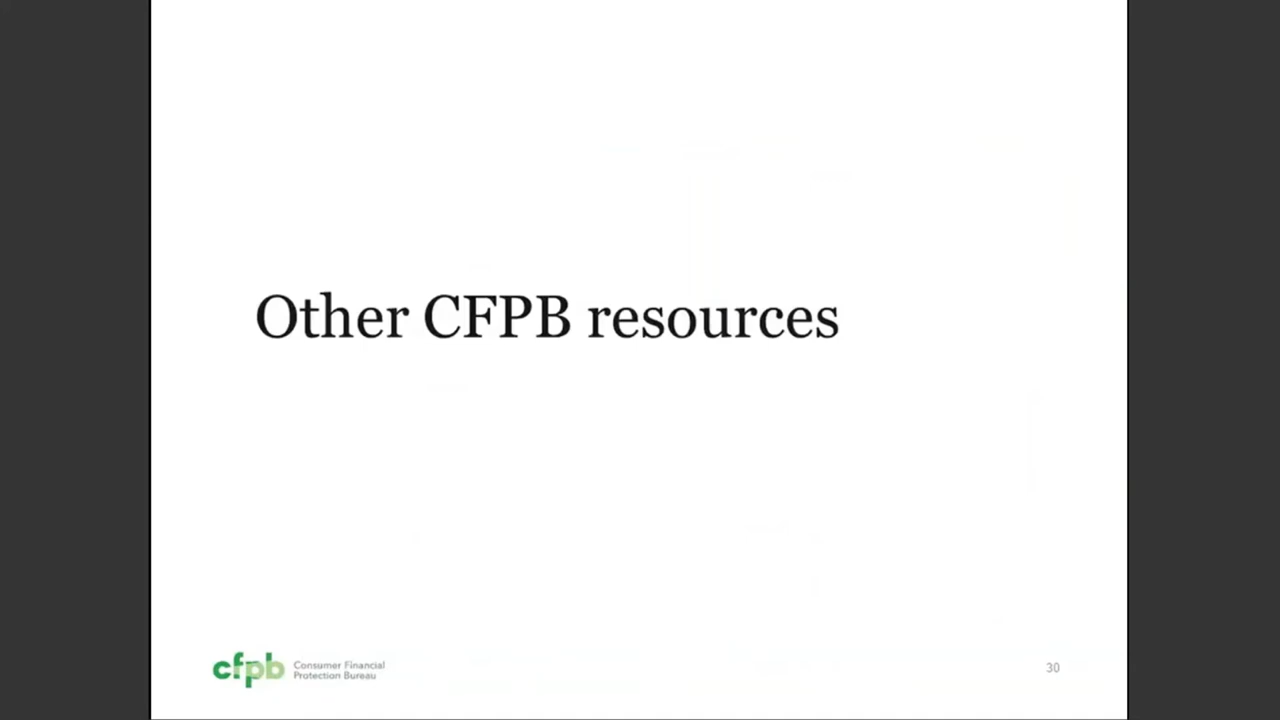 Other CFPB resources
cfpb Consumer Financial
Protection Bureau
30